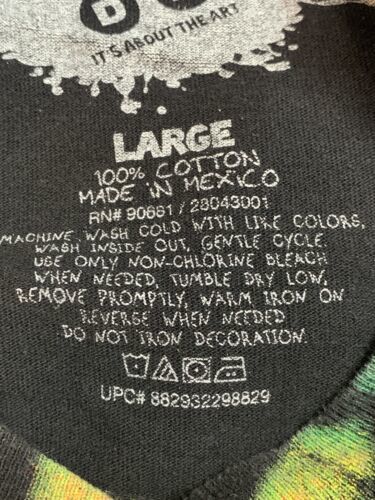 D
IT'S ABOUT THE ART
LARGE
100% COTTON
MADE IN MEXICO
RN# 90661 / 28043001
MACHINE WASH COLD WITH LIKE COLORS,
WASH INSIDE OUT, GENTLE CYCLE.
USE ONLY NON-CHLORINE BLEACH
WHEN NEEDED, TUMBLE DRY LOW,
REMOVE PROMPTLY, WARM IRON ON
REVERSE WHEN NEEDED
DO NOT IRON DECORATION.
UPC# 882932298829